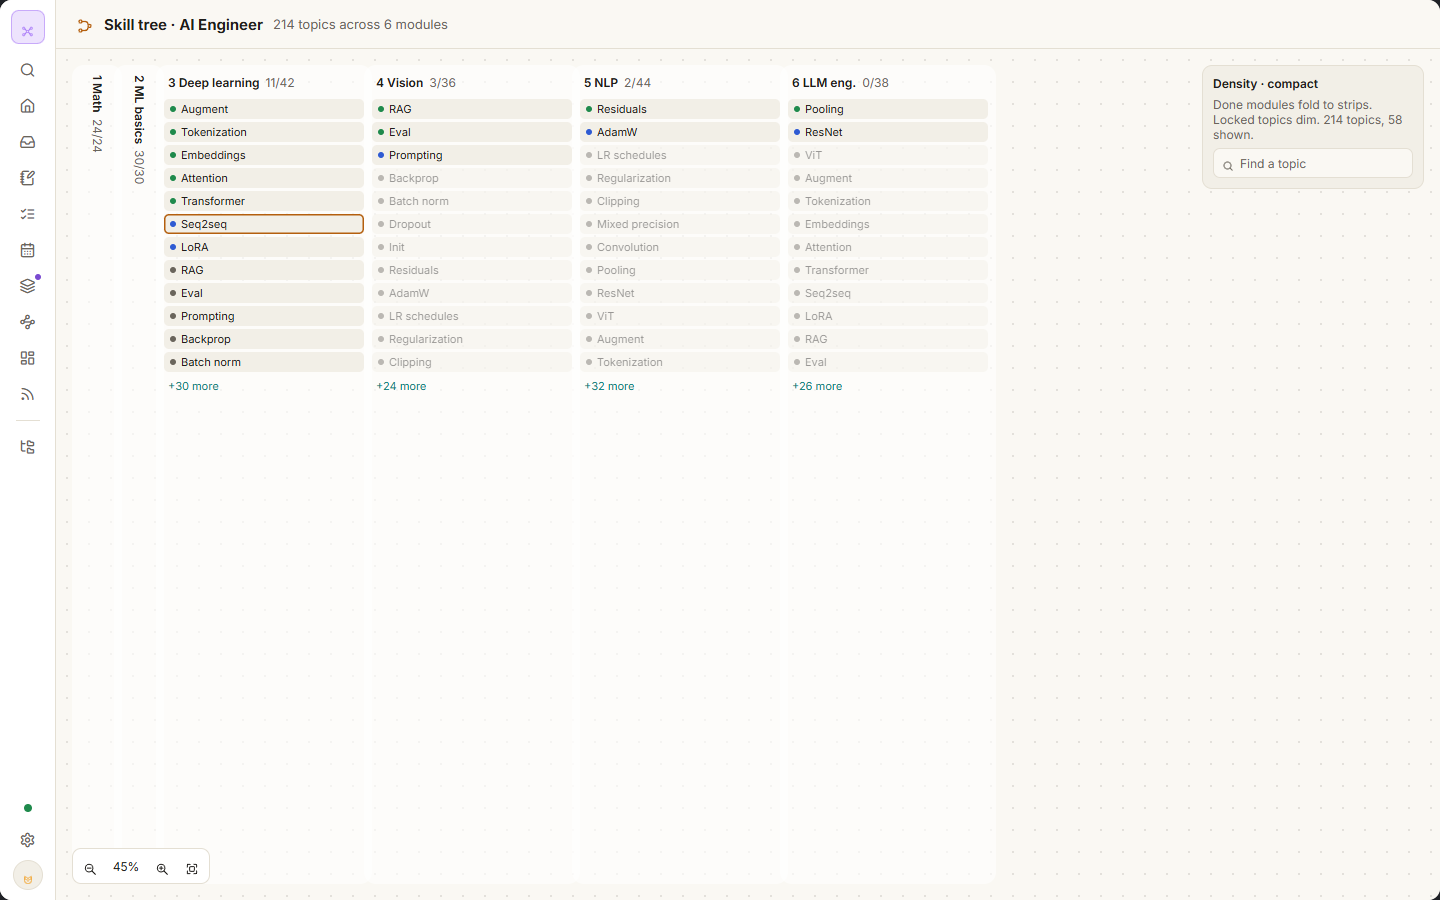 Skill tree · AI Engineer 214 topics across 6 modules
1 Math 24/24
2 ML basics 30/30
3 Deep learning 11/42
Augment
Tokenization
Embeddings
Attention
Transformer
Seq2seq
LoRA
RAG
Eval
Prompting
Backprop
Batch norm
+30 more
4 Vision 3/36
RAG
Eval
Prompting
Backprop
Batch norm
Dropout
Init
Residuals
AdamW
LR schedules
Regularization
Clipping
+24 more
5 NLP 2/44
Residuals
AdamW
LR schedules
Regularization
Clipping
Mixed precision
Convolution
Pooling
ResNet
ViT
Augment
Tokenization
+32 more
6 LLM eng. 0/38
Pooling
ResNet
ViT
Augment
Tokenization
Embeddings
Attention
Transformer
Seq2seq
LoRA
RAG
Eval
+26 more
Density · compact
Done modules fold to strips.
Locked topics dim. 214 topics, 58
shown.
Find a topic
45%